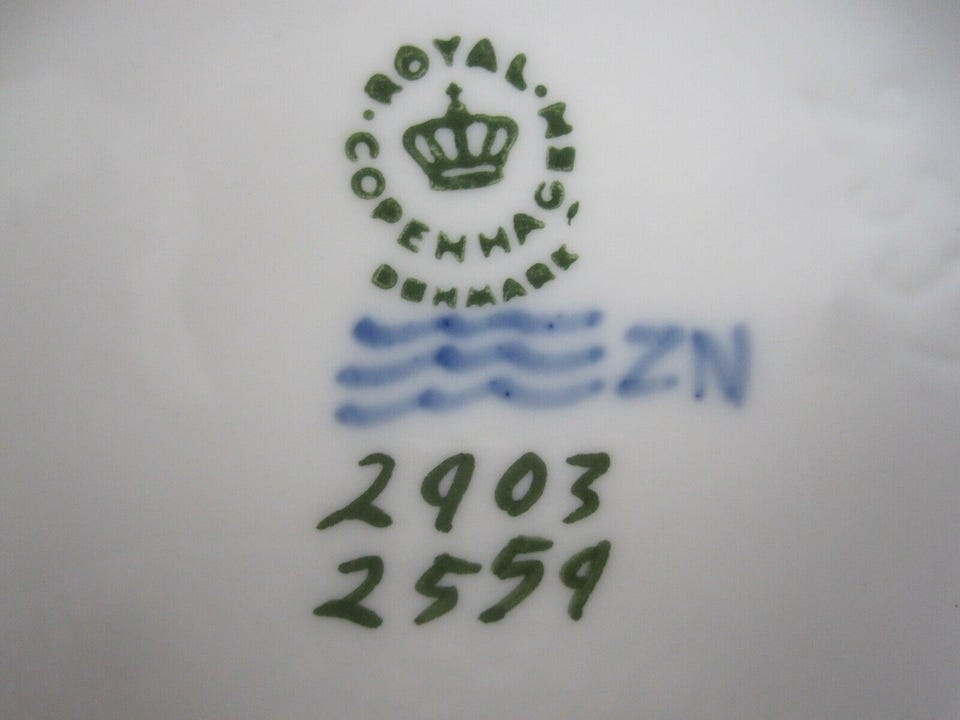 ROYAL
COPENHAGEN
DENMARK
ZN
2903
2559